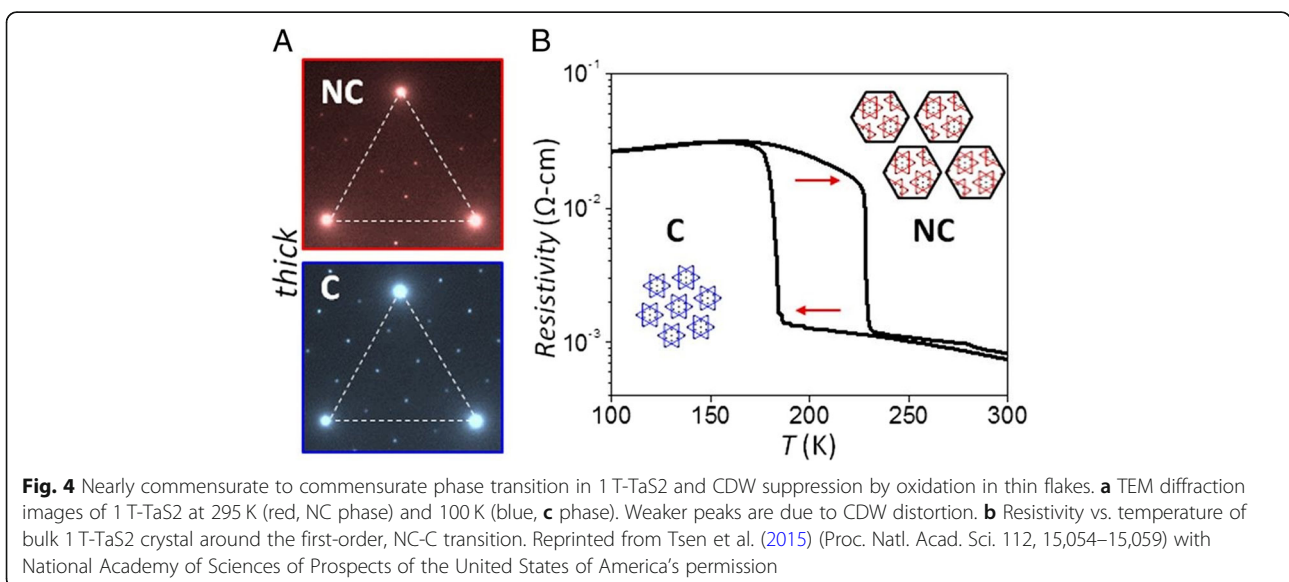 A
B
NC
thick
C
10⁻¹
10⁻²
10⁻³
Resistivity (Ω-cm)
C
NC
100
150
200
250
300
T (K)
Fig. 4 Nearly commensurate to commensurate phase transition in 1 T-TaS2 and CDW suppression by oxidation in thin flakes. a TEM diffraction
images of 1 T-TaS2 at 295 K (red, NC phase) and 100 K (blue, c phase). Weaker peaks are due to CDW distortion. b Resistivity vs. temperature of
bulk 1 T-TaS2 crystal around the first-order, NC-C transition. Reprinted from Tsen et al. (2015) (Proc. Natl. Acad. Sci. 112, 15,054–15,059) with
National Academy of Sciences of Prospects of the United States of America’s permission